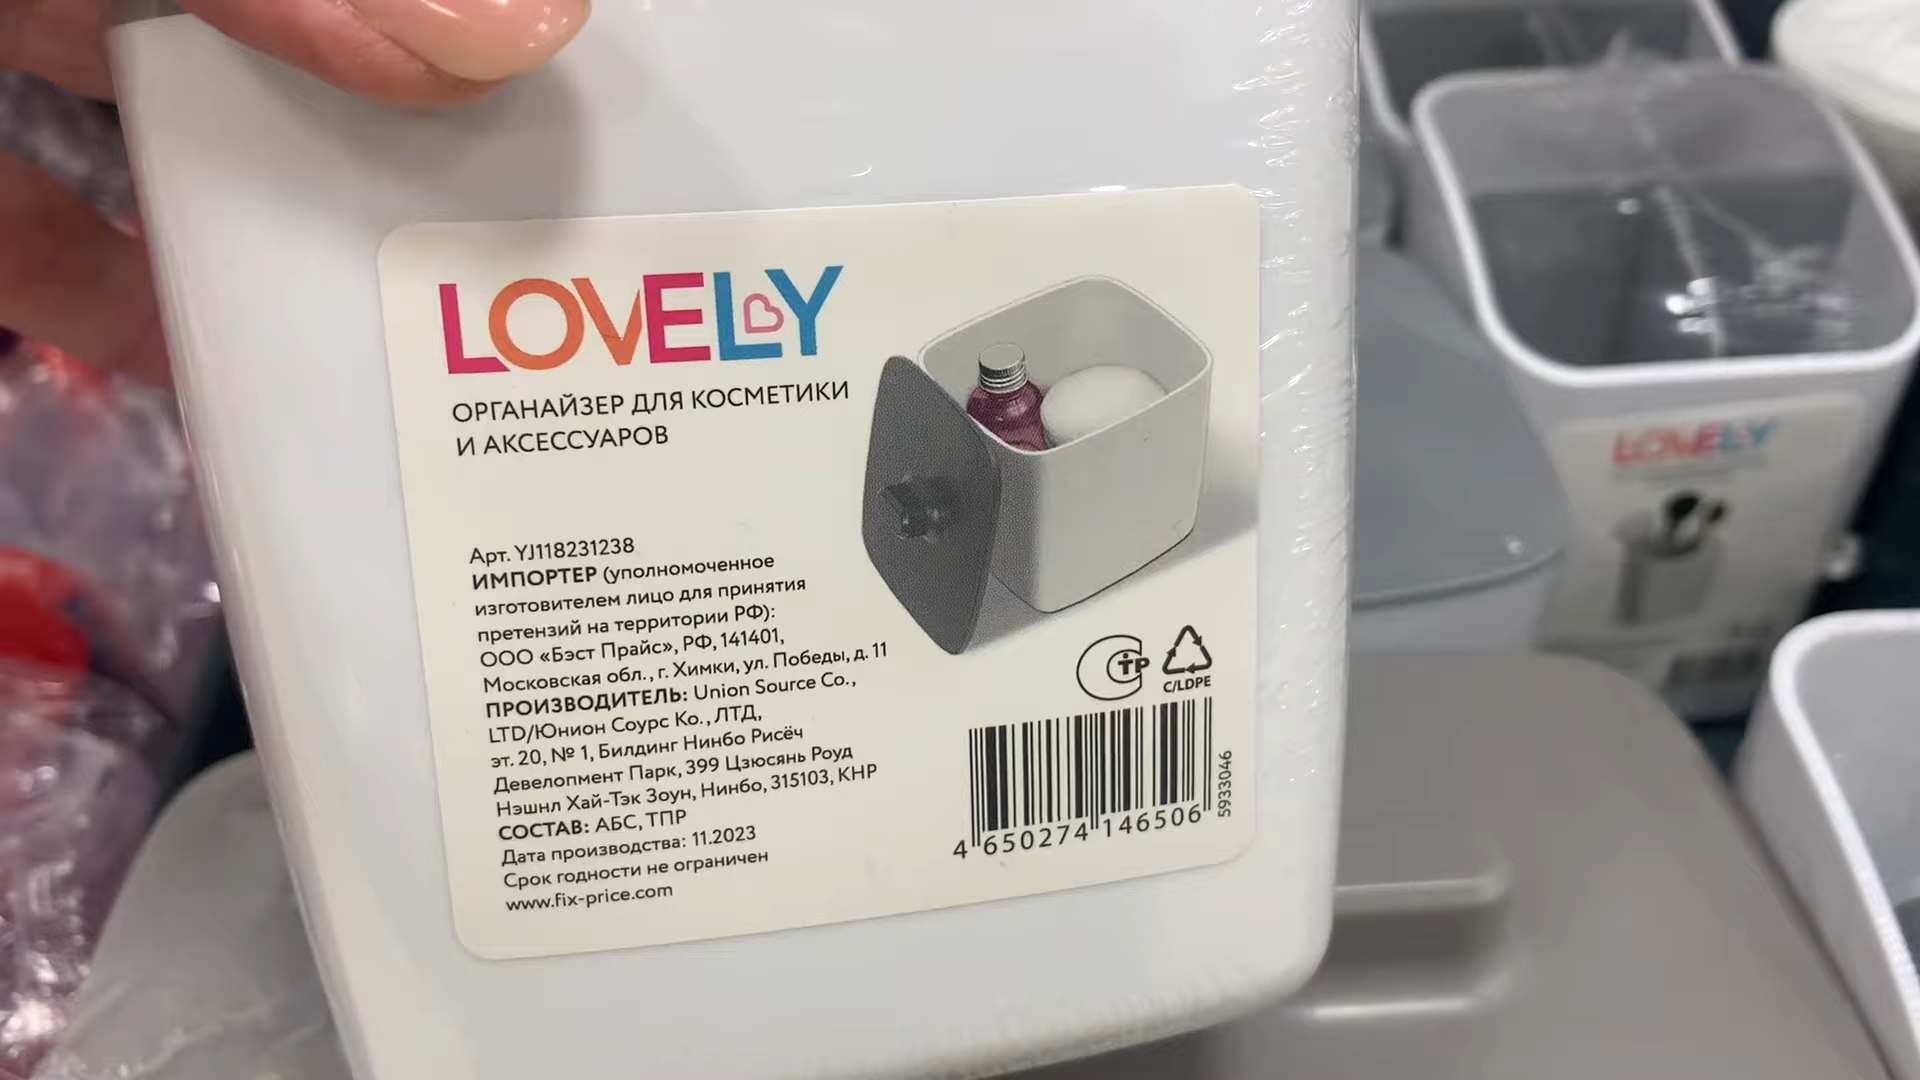 LOVELY
ОРГАНАЙЗЕР ДЛЯ КОСМЕТИКИ
И АКСЕССУАРОВ
Арт. YJ118231238
ИМПОРТЕР (уполномоченное
изготовителем лицо для принятия
претензий на территории РФ):
ООО «Бэст Прайс», РФ, 141401,
Московская обл., г. Химки, ул. Победы, д. 11
ПРОИЗВОДИТЕЛЬ: Union Source Co.,
LTD/Юнион Соурс Ко., ЛТД,
эт. 20, № 1, Билдинг Нинбо Рисёч
Девелопмент Парк, 399 Цзюсянь Роуд
Нэшнл Хай-Тэк Зоун, Нинбо, 315103, КНР
СОСТАВ: АБС, ТПР
Дата производства: 11.2023
Срок годности не ограничен
www.fix-price.com
СТР
C/LDPE
4 650274 146506
5933046
LOVELY